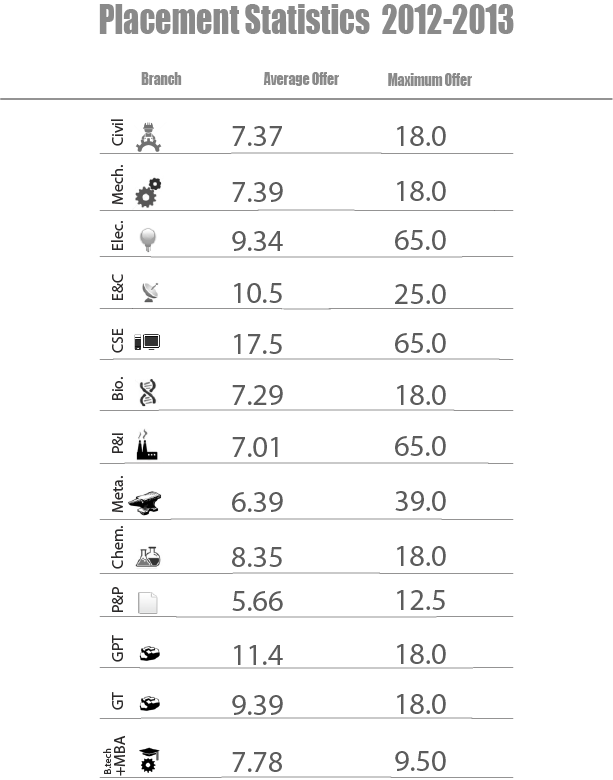 Placement Statistics 2012-2013
Branch Average Offer Maximum Offer
Civil 7.37 18.0
Mech. 7.39 18.0
Elec. 9.34 65.0
E&C 10.5 25.0
CSE 17.5 65.0
Bio. 7.29 18.0
P&I 7.01 65.0
Meta. 6.39 39.0
Chem. 8.35 18.0
P&P 5.66 12.5
GPT 11.4 18.0
GT 9.39 18.0
B.tech
+MBA 7.78 9.50